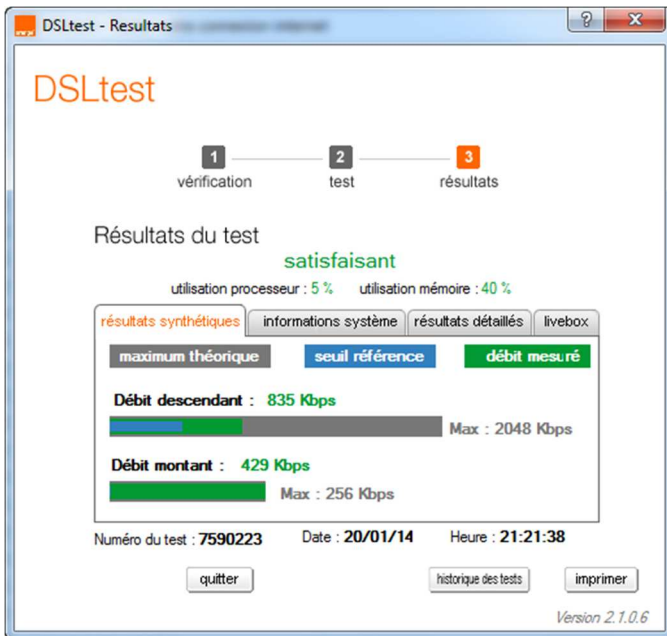 DSLtest - Resultats
DSLtest
1 2 3
vérification test résultats
Résultats du test
satisfaisant
utilisation processeur : 5 % utilisation mémoire : 40 %
résultats synthétiques informations système résultats détaillés livebox
maximum théorique seuil référence débit mesuré
Débit descendant : 835 Kbps
Max : 2048 Kbps
Débit montant : 429 Kbps
Max : 256 Kbps
Numéro du test : 7590223 Date : 20/01/14 Heure : 21:21:38
quitter historique des tests imprimer
Version 2.1.0.6